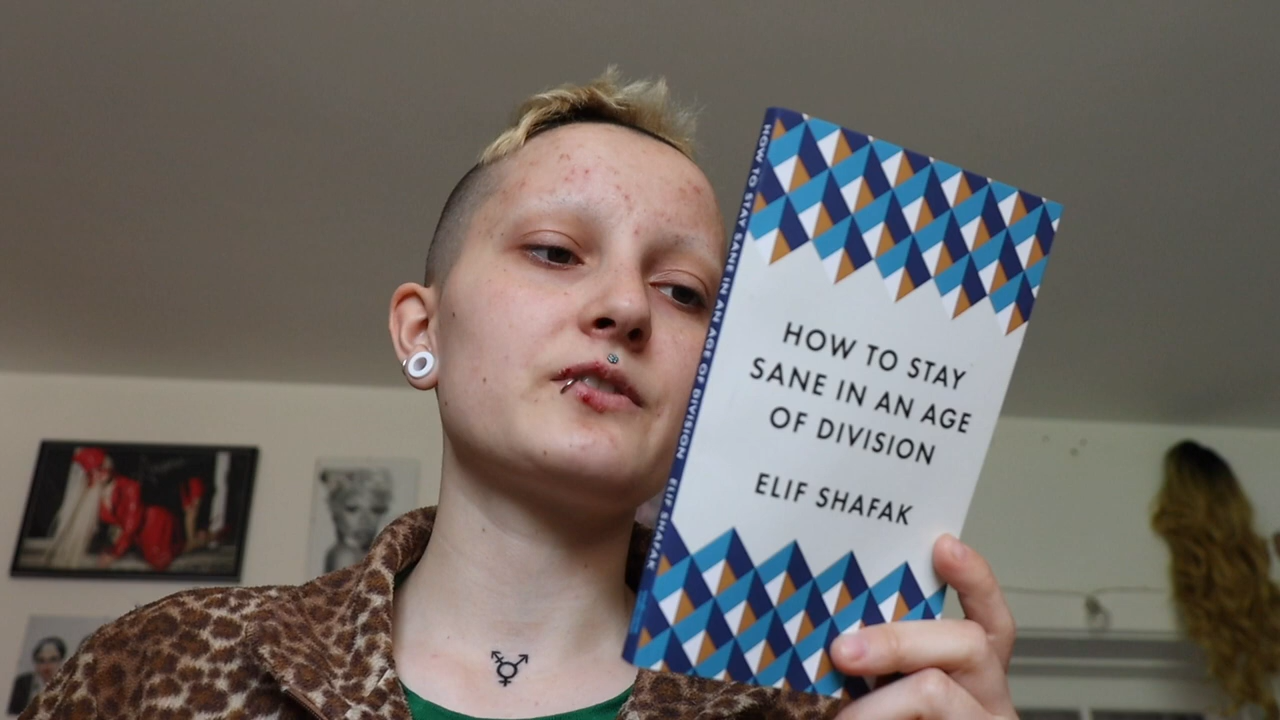 HOW TO STAY SANE IN AN AGE OF DIVISION ELIF SHAFAK
HOW TO STAY
SANE IN AN AGE
OF DIVISION
ELIF SHAFAK